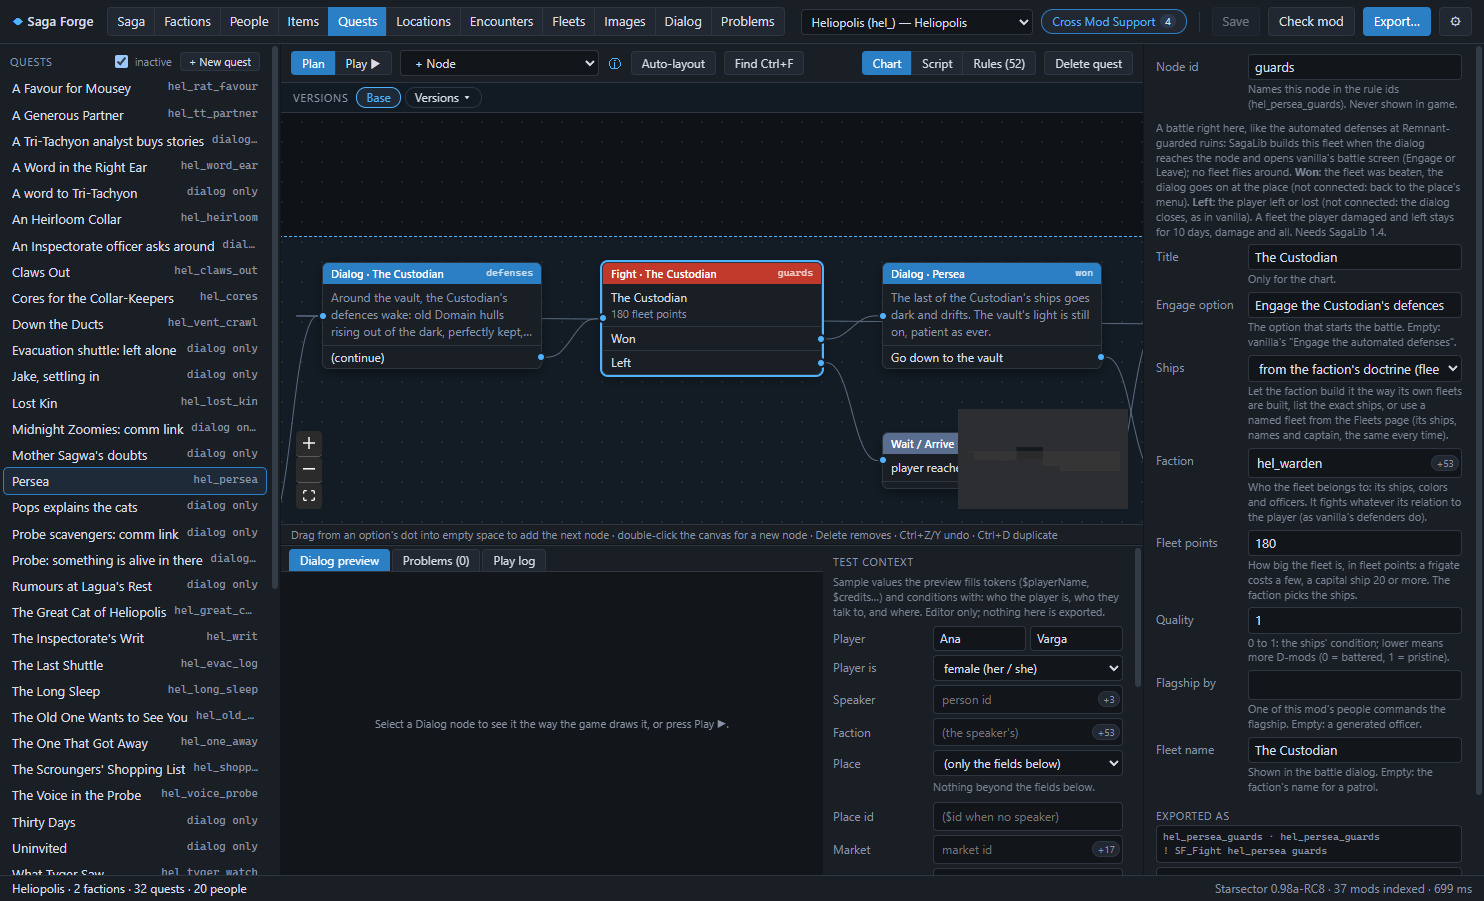 Saga Forge
Saga
Factions
People
Items
Quests
Locations
Encounters
Fleets
Images
Dialog
Problems
Heliopolis (hel_) — Heliopolis
Cross Mod Support 4
Save
Check mod
Export...
QUESTS
inactive
+ New quest
A Favour for Mousey hel_rat_favour
A Generous Partner hel_tt_partner
A Tri-Tachyon analyst buys stories dialog…
A Word in the Right Ear hel_word_ear
A word to Tri-Tachyon dialog only
An Heirloom Collar hel_heirloom
An Inspectorate officer asks around dial…
Claws Out hel_claws_out
Cores for the Collar-Keepers hel_cores
Down the Ducts hel_vent_crawl
Evacuation shuttle: left alone dialog only
Jake, settling in dialog only
Lost Kin hel_lost_kin
Midnight Zoomies: comm link dialog on…
Mother Sagwa's doubts dialog only
Persea hel_persea
Pops explains the cats dialog only
Probe scavengers: comm link dialog only
Probe: something is alive in there dialog…
Rumours at Lagua's Rest dialog only
The Great Cat of Heliopolis hel_great_c…
The Inspectorate's Writ hel_writ
The Last Shuttle hel_evac_log
The Long Sleep hel_long_sleep
The Old One Wants to See You hel_old_…
The One That Got Away hel_one_away
The Scroungers' Shopping List hel_shopp…
The Voice in the Probe hel_voice_probe
Thirty Days dialog only
Uninvited dialog only
What Tyger Saw hel_tyger_watch
Plan
Play ▶
+ Node
Auto-layout
Find Ctrl+F
Chart
Script
Rules (52)
Delete quest
VERSIONS
Base
Versions ▾
Dialog · The Custodian defenses
Around the vault, the Custodian's
defences wake: old Domain hulls
rising out of the dark, perfectly kept,...
(continue)
Fight · The Custodian guards
The Custodian
180 fleet points
Won
Left
Dialog · Persea won
The last of the Custodian's ships goes
dark and drifts. The vault's light is still
on, patient as ever.
Go down to the vault
Wait / Arrive
player reache
Drag from an option's dot into empty space to add the next node · double-click the canvas for a new node · Delete removes · Ctrl+Z/Y undo · Ctrl+D duplicate
Dialog preview
Problems (0)
Play log
Select a Dialog node to see it the way the game draws it, or press Play ▶.
TEST CONTEXT
Sample values the preview fills tokens ($playerName,
$credits...) and conditions with: who the player is, who they
talk to, and where. Editor only; nothing here is exported.
Player Ana Varga
Player is female (her / she)
Speaker person id +3
Faction (the speaker's) +53
Place (only the fields below)
Nothing beyond the fields below.
Place id ($id when no speaker)
Market market id +17
Node id guards
Names this node in the rule ids
(hel_persea_guards). Never shown in game.
A battle right here, like the automated defenses at Remnant-
guarded ruins: SagaLib builds this fleet when the dialog
reaches the node and opens vanilla's battle screen (Engage or
Leave); no fleet flies around. Won: the fleet was beaten, the
dialog goes on at the place (not connected: back to the place's
menu). Left: the player left or lost (not connected: the dialog
closes, as in vanilla). A fleet the player damaged and left stays
for 10 days, damage and all. Needs SagaLib 1.4.
Title The Custodian
Only for the chart.
Engage option Engage the Custodian's defences
The option that starts the battle. Empty:
vanilla's "Engage the automated defenses".
Ships from the faction's doctrine (flee
Let the faction build it the way its own fleets
are built, list the exact ships, or use a
named fleet from the Fleets page (its ships,
names and captain, the same every time).
Faction hel_warden +53
Who the fleet belongs to: its ships, colors
and officers. It fights whatever its relation to
the player (as vanilla's defenders do).
Fleet points 180
How big the fleet is, in fleet points: a frigate
costs a few, a capital ship 20 or more. The
faction picks the ships.
Quality 1
0 to 1: the ships' condition; lower means
more D-mods (0 = battered, 1 = pristine).
Flagship by
One of this mod's people commands the
flagship. Empty: a generated officer.
Fleet name The Custodian
Shown in the battle dialog. Empty: the
faction's name for a patrol.
EXPORTED AS
hel_persea_guards · hel_persea_guards
! SF_Fight hel_persea guards
Heliopolis · 2 factions · 32 quests · 20 people
Starsector 0.98a-RC8 · 37 mods indexed · 699 ms